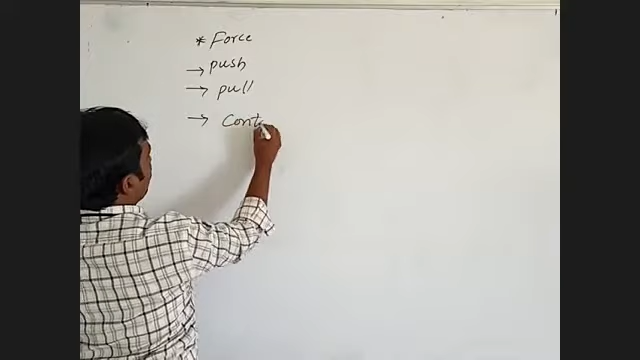 * Force
→ push
→ pull
→ Cont